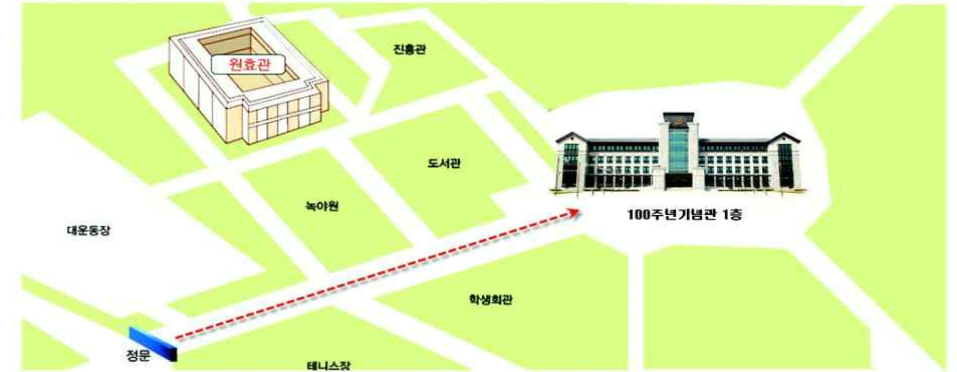 진흥관
원효관
도서관
녹야원
100주년기념관 1층
대운동장
학생회관
정문
테니스장